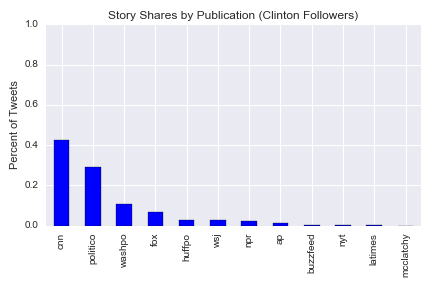 Story Shares by Publication (Clinton Followers)
1.0
0.8
0.6
0.4
0.2
0.0
Percent of Tweets
cnn
politico
washpo
fox
huffpo
wsj
npr
ap
buzzfeed
nyt
latimes
mcclatchy